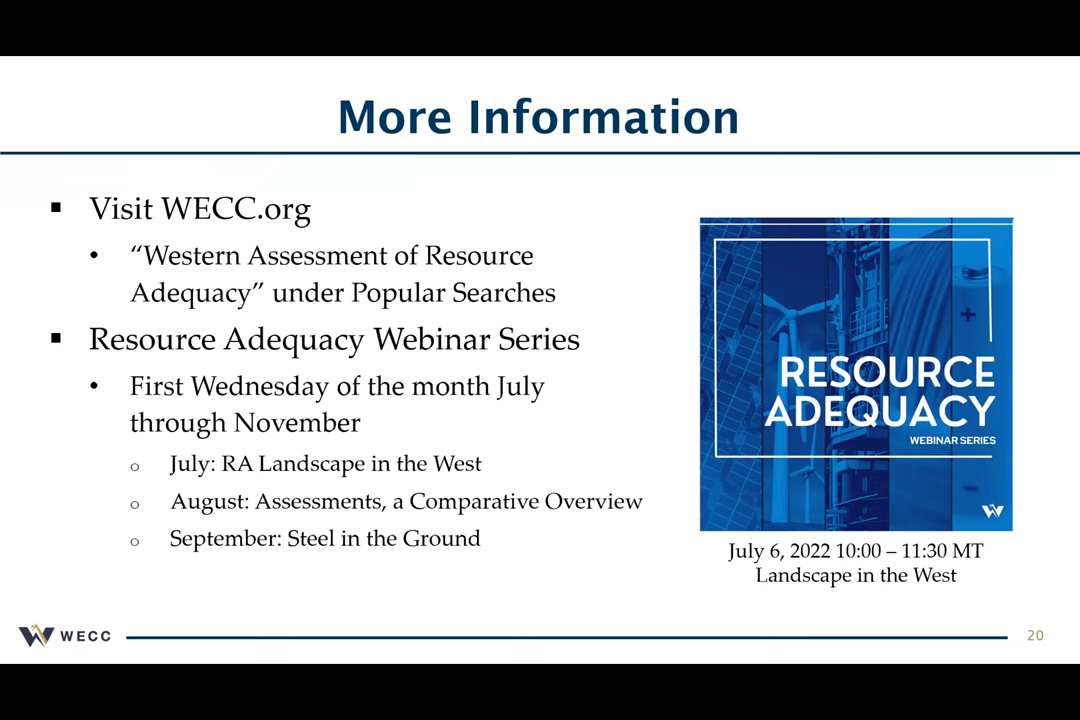 More Information
▪ Visit WECC.org
• “Western Assessment of Resource
Adequacy” under Popular Searches
▪ Resource Adequacy Webinar Series
• First Wednesday of the month July
through November
o July: RA Landscape in the West
o August: Assessments, a Comparative Overview
o September: Steel in the Ground
RESOURCE
ADEQUACY
WEBINAR SERIES
July 6, 2022 10:00 – 11:30 MT
Landscape in the West
WECC
20